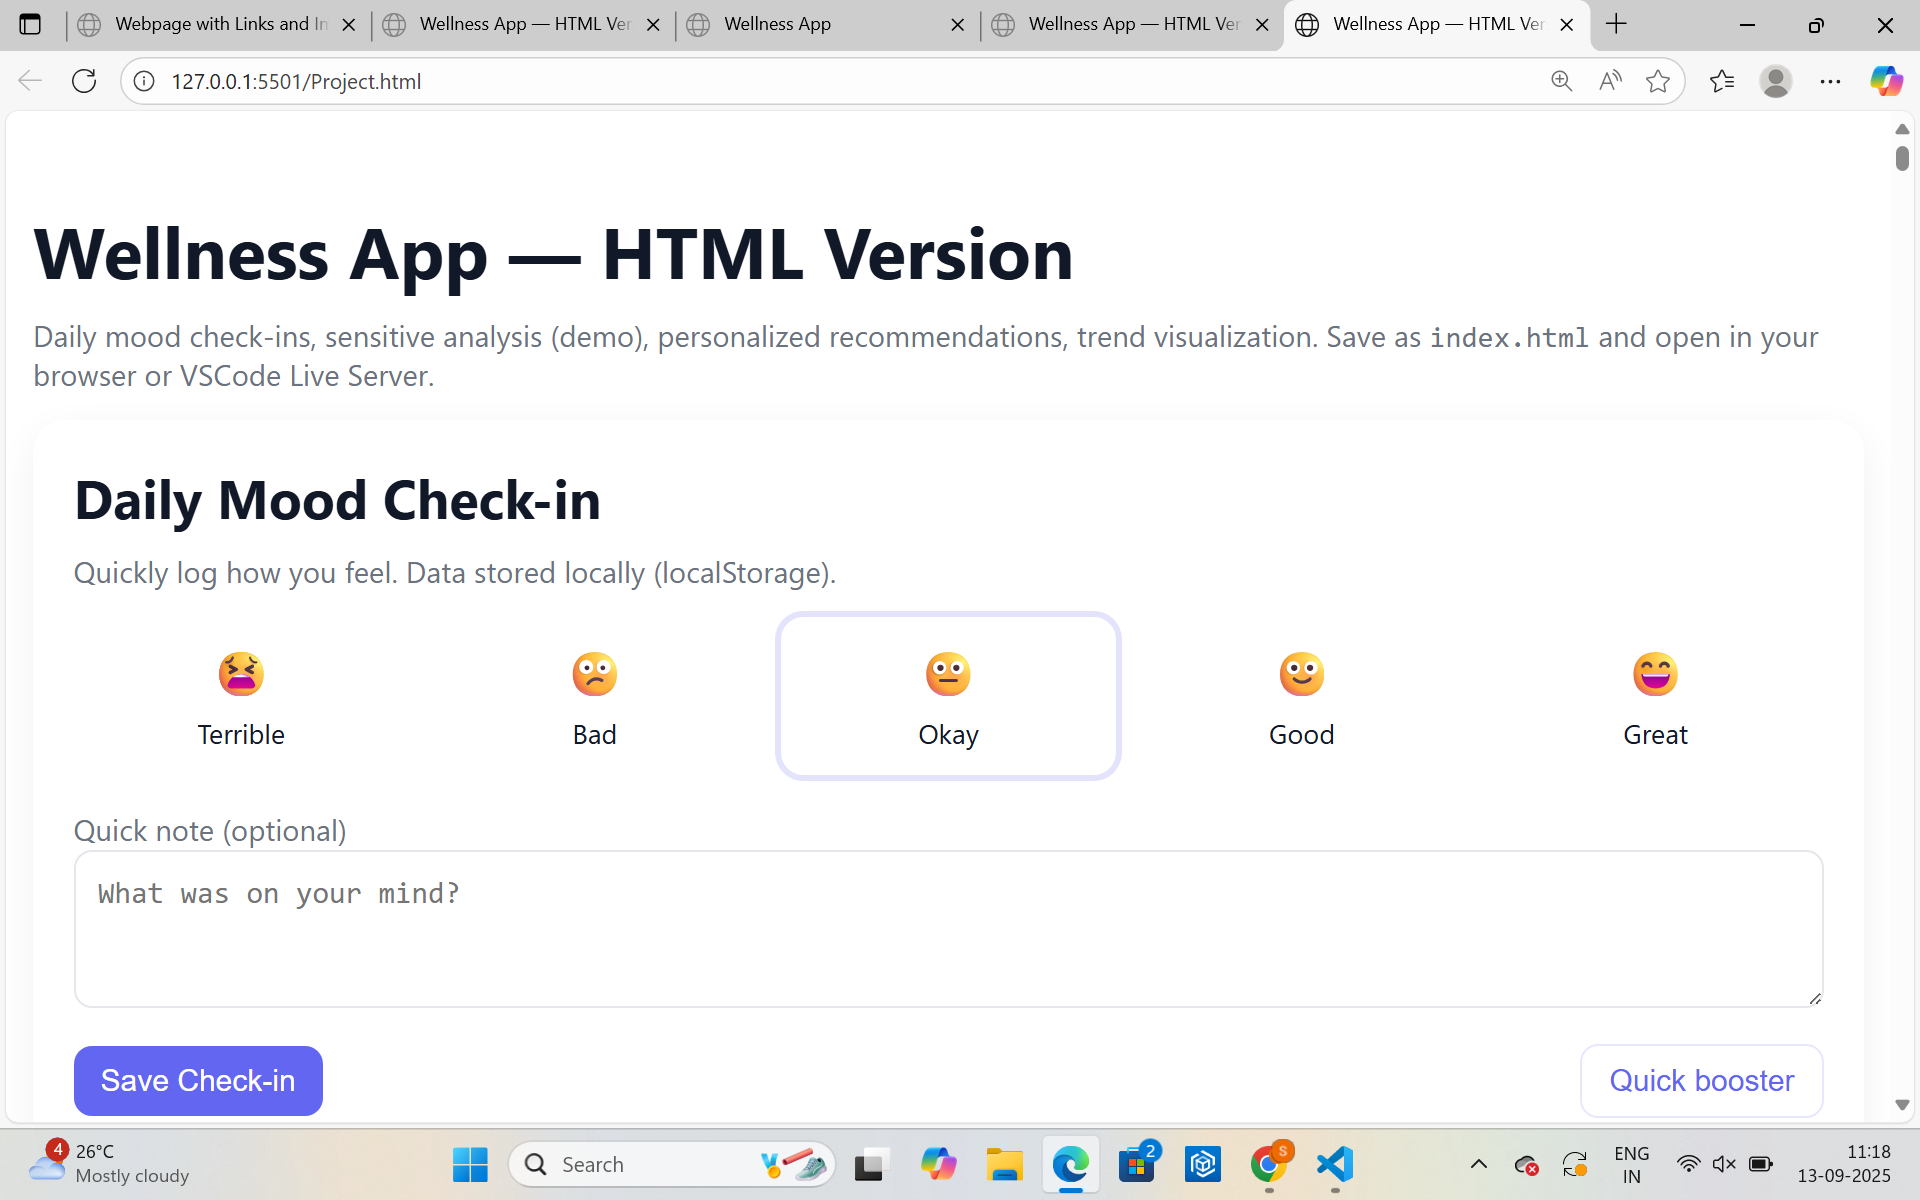 Webpage with Links and In
Wellness App — HTML Ver
Wellness App
Wellness App — HTML Ver
Wellness App — HTML Ver
127.0.0.1:5501/Project.html
Wellness App — HTML Version
Daily mood check-ins, sensitive analysis (demo), personalized recommendations, trend visualization. Save as index.html and open in your
browser or VSCode Live Server.
Daily Mood Check-in
Quickly log how you feel. Data stored locally (localStorage).
Terrible
Bad
Okay
Good
Great
Quick note (optional)
What was on your mind?
Save Check-in
Quick booster
4
26°C
Mostly cloudy
Search
2
S
ENG
IN
11:18
13-09-2025